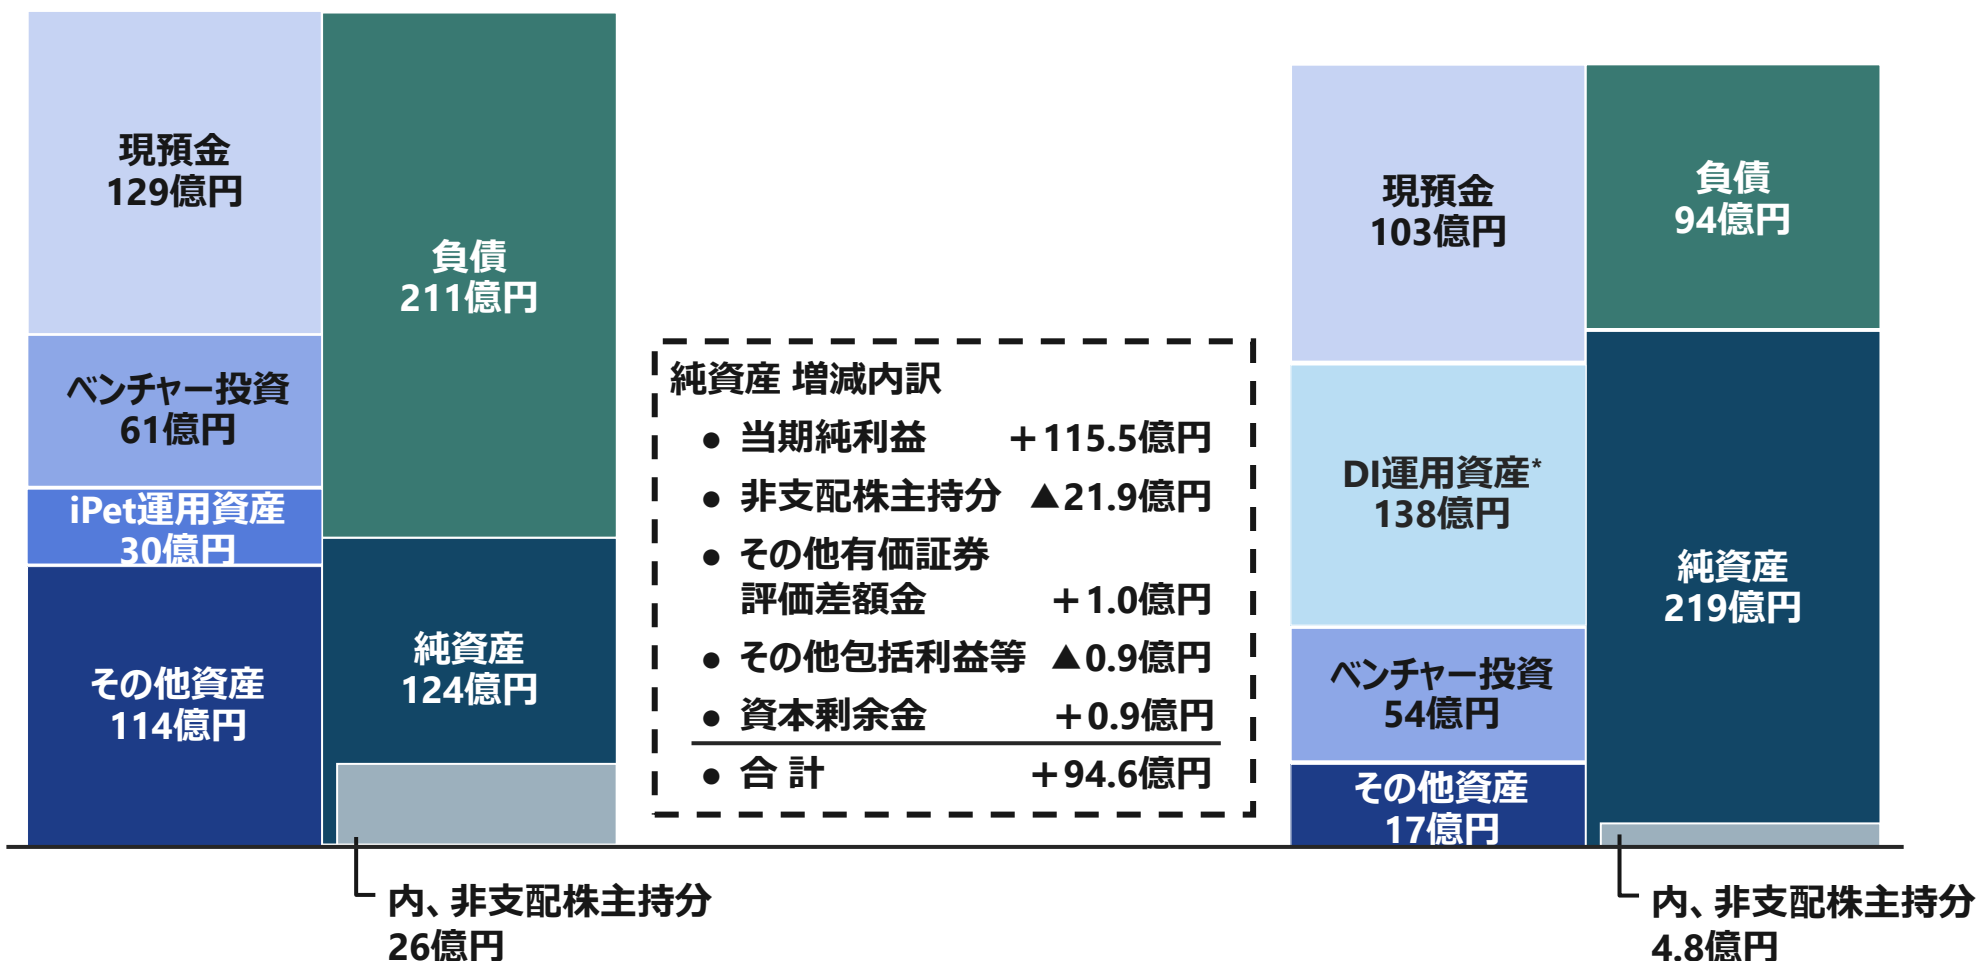 現預金
129億円
ベンチャー投資
61億円
iPet運用資産
30億円
その他資産
114億円
負債
211億円
純資産
124億円
内、非支配株主持分
26億円
純資産 増減内訳
● 当期純利益 +115.5億円
● 非支配株主持分 ▲21.9億円
● その他有価証券
評価差額金 +1.0億円
● その他包括利益等 ▲0.9億円
● 資本剰余金 +0.9億円
● 合 計 +94.6億円
現預金
103億円
DI運用資産*
138億円
ベンチャー投資
54億円
その他資産
17億円
負債
94億円
純資産
219億円
内、非支配株主持分
4.8億円